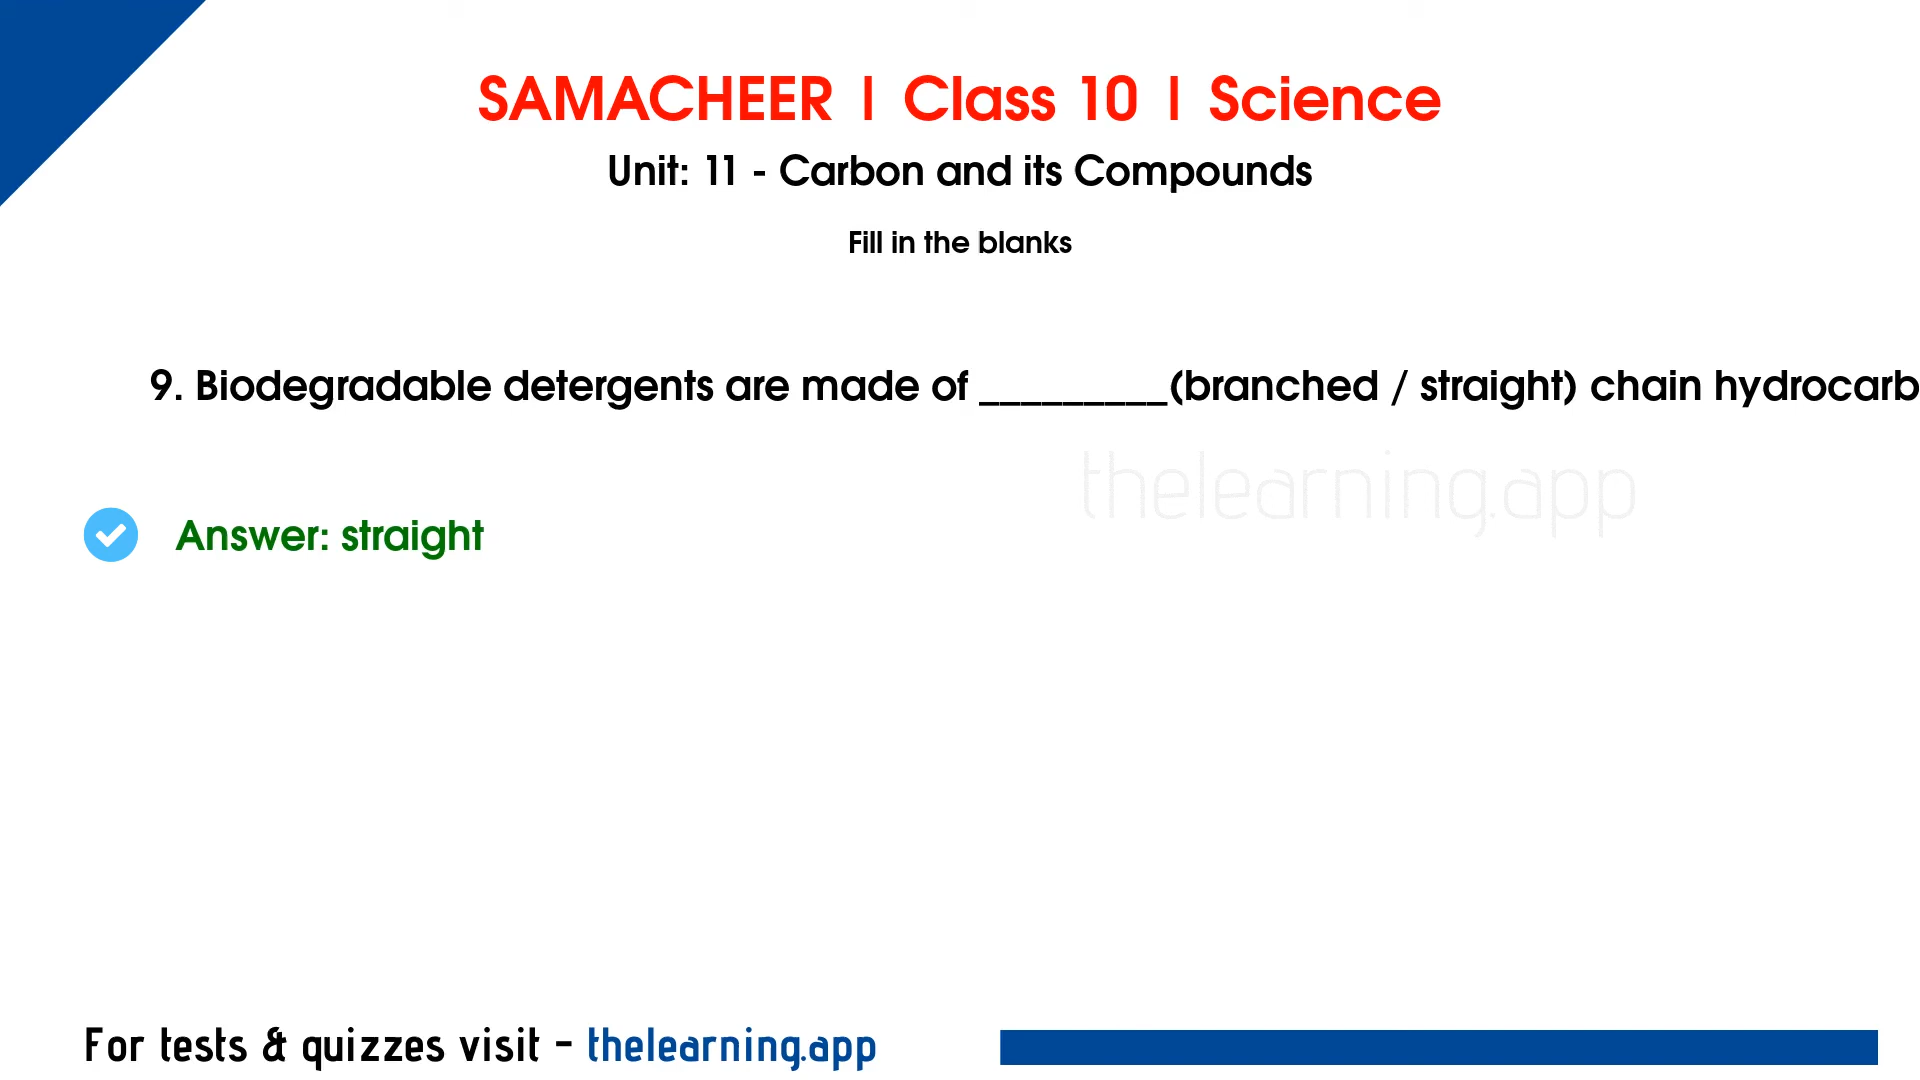 SAMACHEER | Class 10 | Science
Unit: 11 - Carbon and its Compounds
Fill in the blanks
9. Biodegradable detergents are made of _________(branched / straight) chain hydrocarb
thelearning.app
Answer: straight
For tests & quizzes visit - thelearning.app